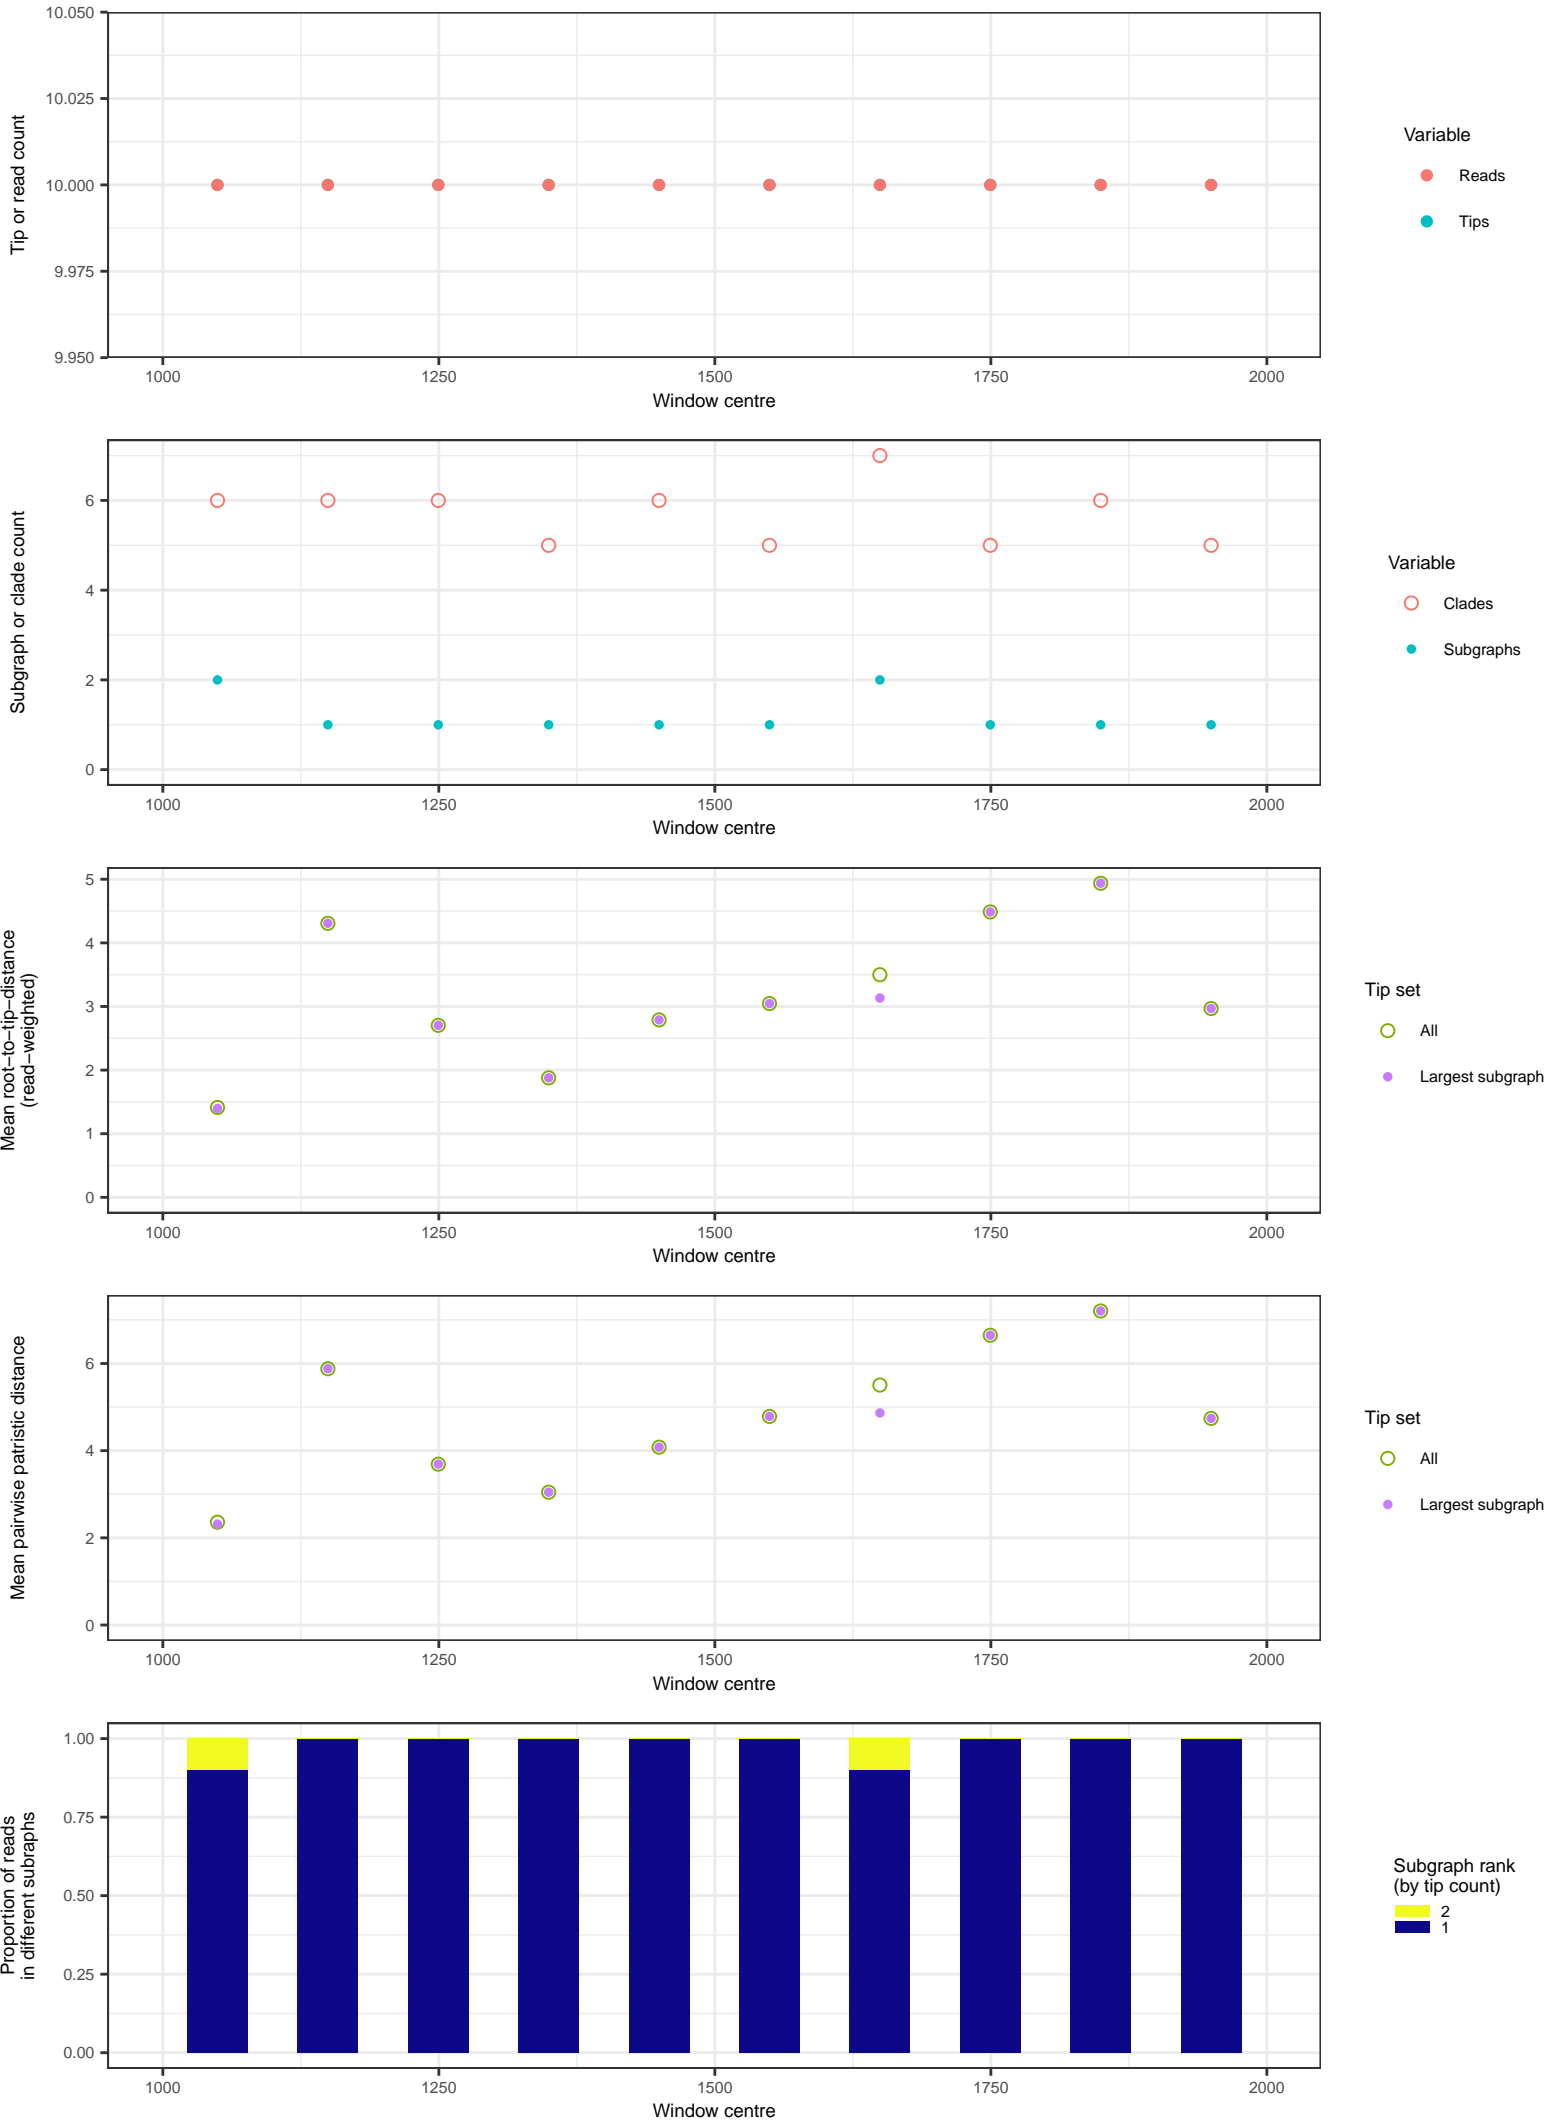 10.050
10.025
10.000
9.975
9.950
Tip or read count
1000 1250 1500 1750 2000
Window centre
Variable
Reads
Tips
6
4
2
0
Subgraph or clade count
1000 1250 1500 1750 2000
Window centre
Variable
Clades
Subgraphs
5
4
3
2
1
0
Mean root−to−tip−distance
(read−weighted)
1000 1250 1500 1750 2000
Window centre
Tip set
All
Largest subgraph
6
4
2
0
Mean pairwise patristic distance
1000 1250 1500 1750 2000
Window centre
Tip set
All
Largest subgraph
1.00
0.75
0.50
0.25
0.00
Proportion of reads
in different subraphs
1000 1250 1500 1750 2000
Window centre
Subgraph rank
(by tip count)
2
1